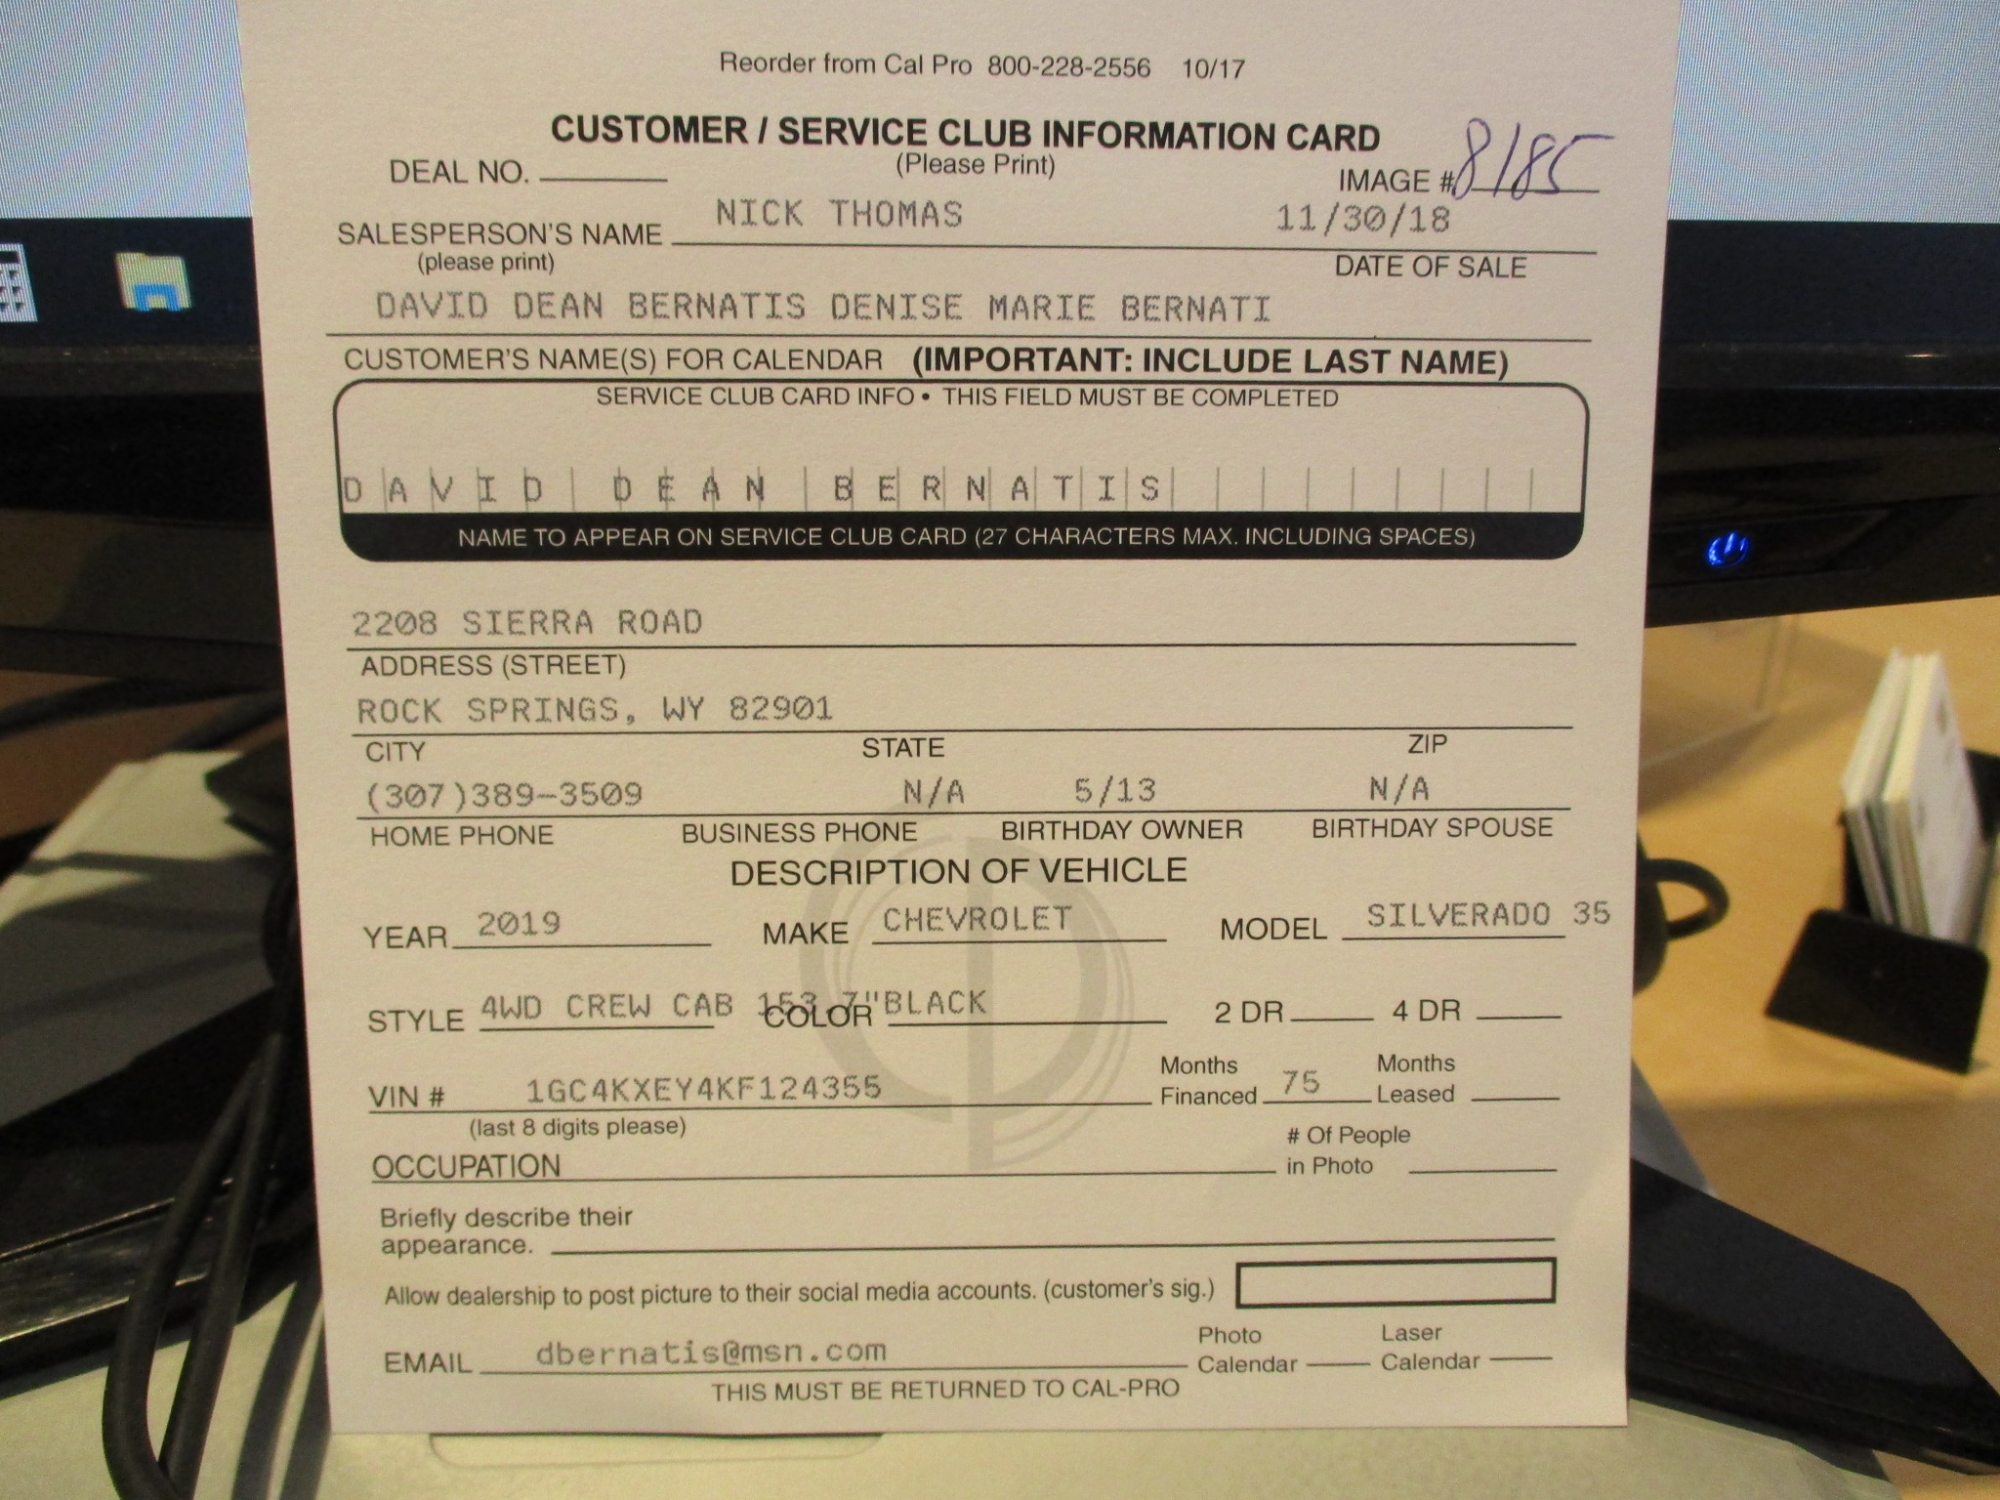 Reorder from Cal Pro 800-228-2556 10/17
CUSTOMER / SERVICE CLUB INFORMATION CARD
(Please Print)
DEAL NO. IMAGE # 8185
SALESPERSON'S NAME NICK THOMAS 11/30/18
(please print) DATE OF SALE
DAVID DEAN BERNATIS DENISE MARIE BERNATI
CUSTOMER'S NAME(S) FOR CALENDAR (IMPORTANT: INCLUDE LAST NAME)
SERVICE CLUB CARD INFO • THIS FIELD MUST BE COMPLETED
DAVID DEAN BERNATIS
NAME TO APPEAR ON SERVICE CLUB CARD (27 CHARACTERS MAX. INCLUDING SPACES)
2208 SIERRA ROAD
ADDRESS (STREET)
ROCK SPRINGS, WY 82901
CITY STATE ZIP
(307)389-3509 N/A 5/13 N/A
HOME PHONE BUSINESS PHONE BIRTHDAY OWNER BIRTHDAY SPOUSE
DESCRIPTION OF VEHICLE
YEAR 2019 MAKE CHEVROLET MODEL SILVERADO 35
STYLE 4WD CREW CAB 153.7" COLOR BLACK 2 DR 4 DR
VIN # 1GC4KXEY4KF124355 Months Financed 75 Months Leased
(last 8 digits please)
OCCUPATION # Of People in Photo
Briefly describe their
appearance.
Allow dealership to post picture to their social media accounts. (customer's sig.)
EMAIL dbernatis@msn.com Photo Calendar Laser Calendar
THIS MUST BE RETURNED TO CAL-PRO